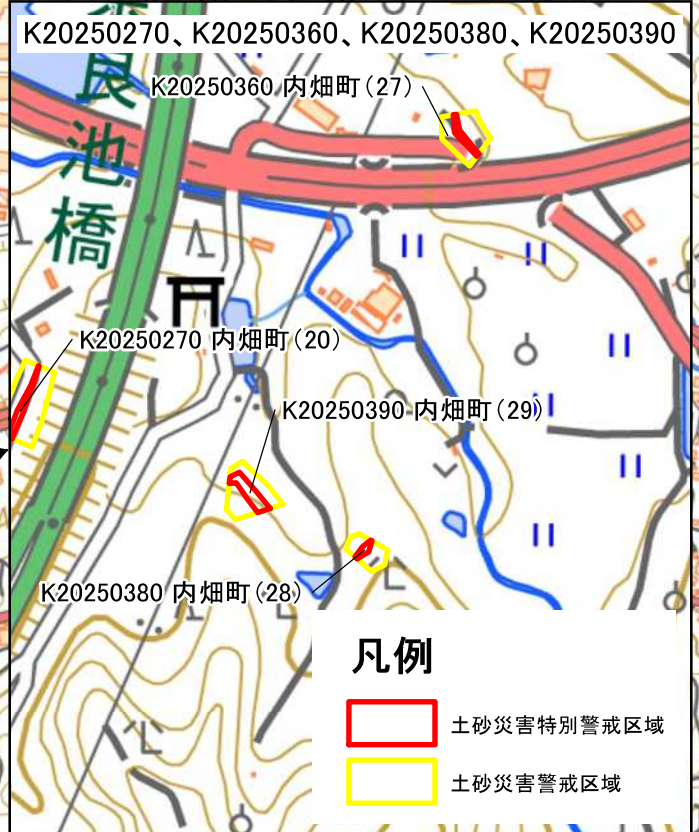 K20250270、K20250360、K20250380、K20250390
良池橋
K20250360 内畑町(27)
K20250270 内畑町(20)
K20250390 内畑町(29)
K20250380 内畑町(28)
凡例
土砂災害特別警戒区域
土砂災害警戒区域